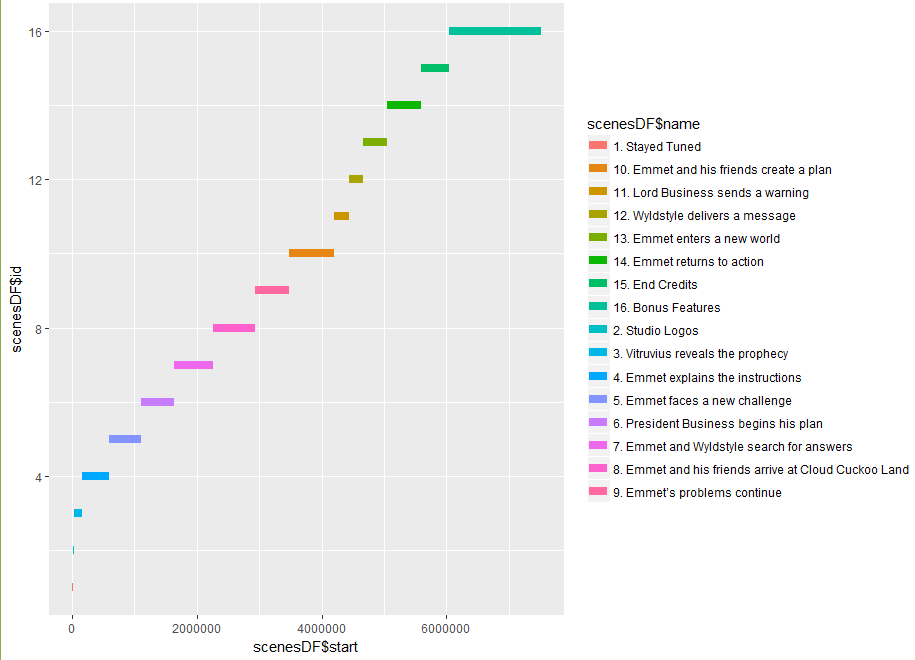 16
12
8
4
0
2000000
4000000
6000000
scenesDF$start
scenesDF$id
scenesDF$name
1. Stayed Tuned
10. Emmet and his friends create a plan
11. Lord Business sends a warning
12. Wyldstyle delivers a message
13. Emmet enters a new world
14. Emmet returns to action
15. End Credits
16. Bonus Features
2. Studio Logos
3. Vitruvius reveals the prophecy
4. Emmet explains the instructions
5. Emmet faces a new challenge
6. President Business begins his plan
7. Emmet and Wyldstyle search for answers
8. Emmet and his friends arrive at Cloud Cuckoo Land
9. Emmet's problems continue